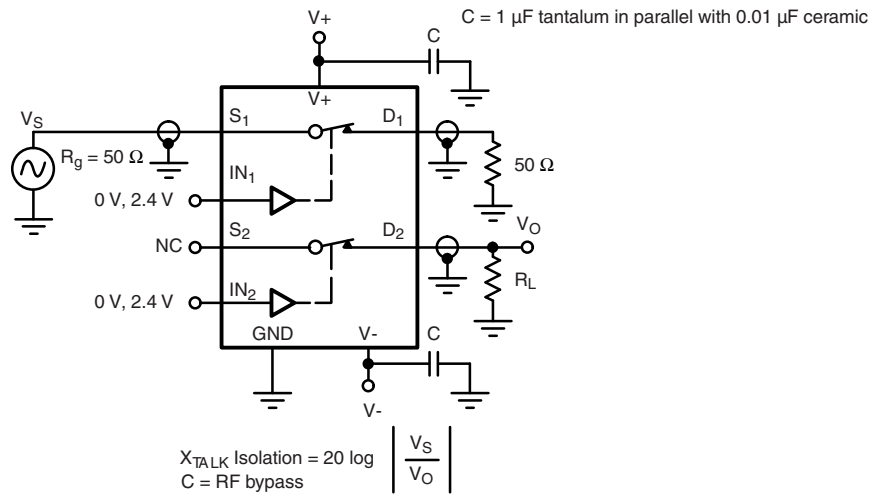 V+
C = 1 µF tantalum in parallel with 0.01 µF ceramic
C
V+
S1
D1
VS
Rg = 50 Ω
50 Ω
IN1
0 V, 2.4 V
S2
D2
VO
NC
RL
IN2
0 V, 2.4 V
GND
V-
C
V-
XTALK Isolation = 20 log | VS / VO |
C = RF bypass